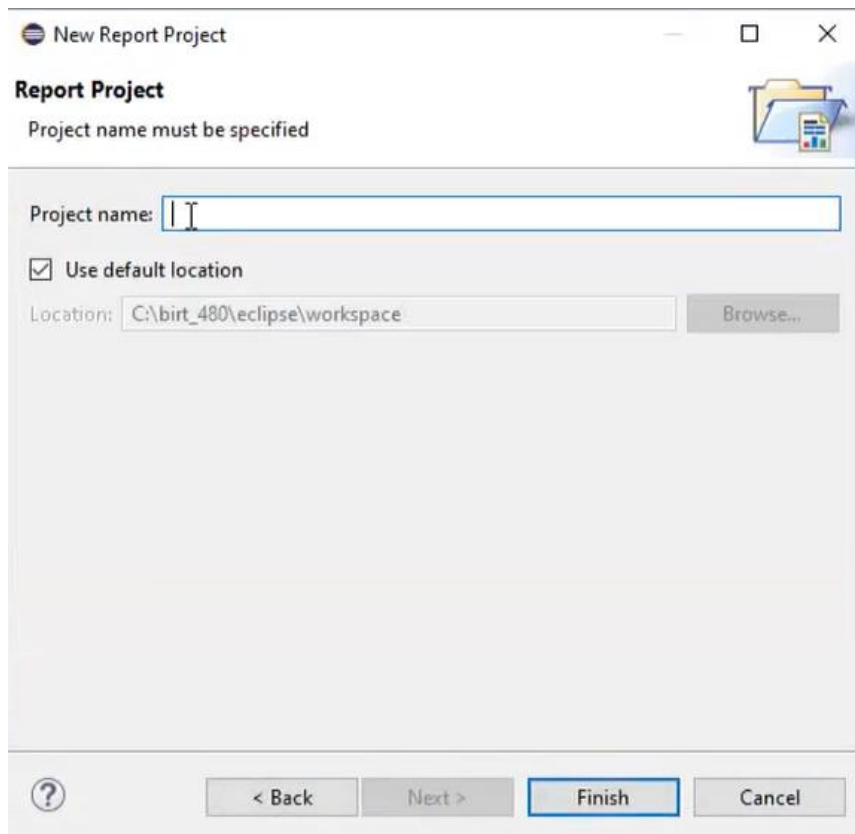 New Report Project
Report Project
Project name must be specified
Project name:
Use default location
Location: C:\birt_480\eclipse\workspace Browse...
< Back Next > Finish Cancel